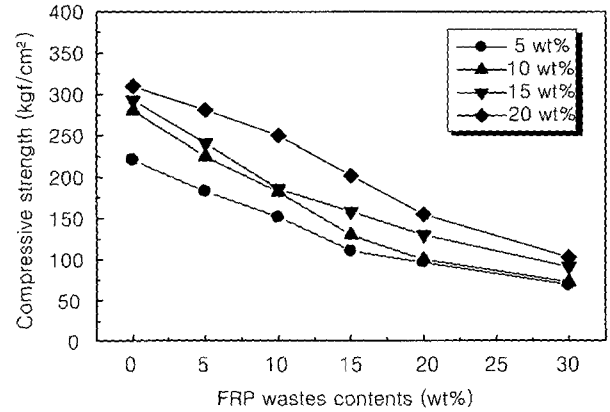 400
350
300
250
200
150
100
50
0
Compressive strength (kgf/cm²)
5 wt%
10 wt%
15 wt%
20 wt%
0 5 10 15 20 25 30
FRP wastes contents (wt%)